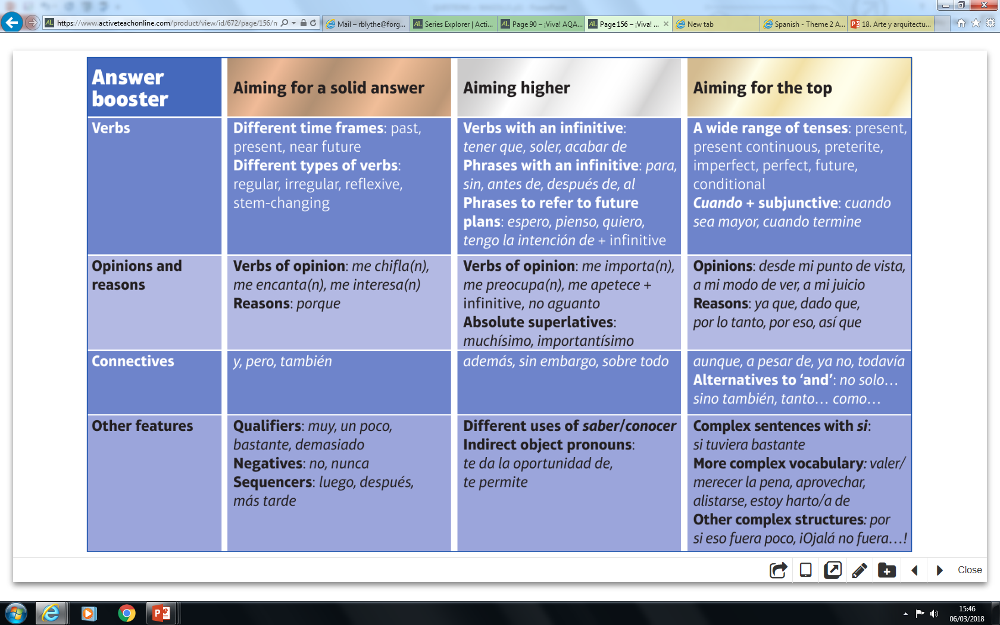 https://www.activeteachonline.com/product/view/id/672/page/156/n
Mail – rblythe@forg...
Series Explorer | Acti...
Page 90 – ¡Viva! AQA...
Page 156 – ¡Viva! ...
New tab
Spanish - Theme 2 A...
18. Arte y arquitectu...
Answer
booster
Aiming for a solid answer
Aiming higher
Aiming for the top
Verbs
Different time frames: past,
present, near future
Different types of verbs:
regular, irregular, reflexive,
stem-changing
Verbs with an infinitive:
tener que, soler, acabar de
Phrases with an infinitive: para,
sin, antes de, después de, al
Phrases to refer to future
plans: espero, pienso, quiero,
tengo la intención de + infinitive
A wide range of tenses: present,
present continuous, preterite,
imperfect, perfect, future,
conditional
Cuando + subjunctive: cuando
sea mayor, cuando termine
Opinions and
reasons
Verbs of opinion: me chifla(n),
me encanta(n), me interesa(n)
Reasons: porque
Verbs of opinion: me importa(n),
me preocupa(n), me apetece +
infinitive, no aguanto
Absolute superlatives:
muchísimo, importantísimo
Opinions: desde mi punto de vista,
a mi modo de ver, a mi juicio
Reasons: ya que, dado que,
por lo tanto, por eso, así que
Connectives
y, pero, también
además, sin embargo, sobre todo
aunque, a pesar de, ya no, todavía
Alternatives to ‘and’: no solo…
sino también, tanto… como…
Other features
Qualifiers: muy, un poco,
bastante, demasiado
Negatives: no, nunca
Sequencers: luego, después,
más tarde
Different uses of saber/conocer
Indirect object pronouns:
te da la oportunidad de,
te permite
Complex sentences with si:
si tuviera bastante
More complex vocabulary: valer/
merecer la pena, aprovechar,
alistarse, estoy harto/a de
Other complex structures: por
si eso fuera poco, ¡Ojalá no fuera…!
Close
15:46
06/03/2018